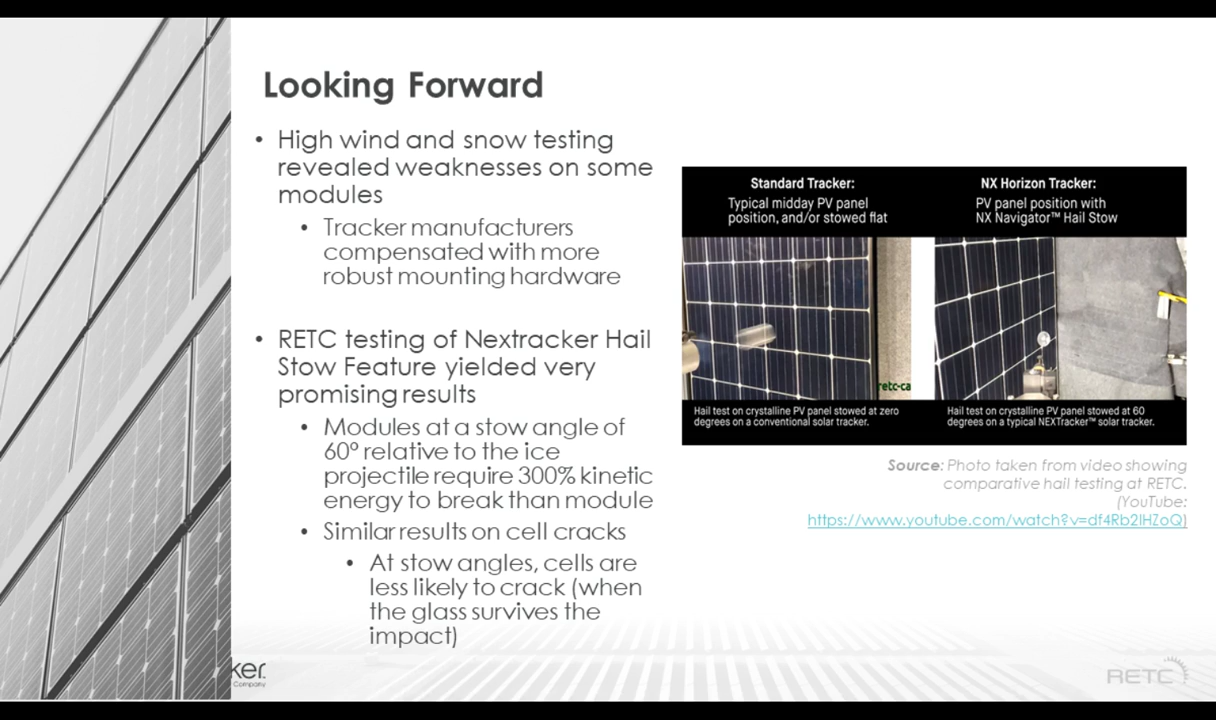 Looking Forward
• High wind and snow testing
revealed weaknesses on some
modules
• Tracker manufacturers
compensated with more
robust mounting hardware
• RETC testing of Nextracker Hail
Stow Feature yielded very
promising results
• Modules at a stow angle of
60º relative to the ice
projectile require 300% kinetic
energy to break than module
• Similar results on cell cracks
• At stow angles, cells are
less likely to crack (when
the glass survives the
impact)
Standard Tracker:
Typical midday PV panel
position, and/or stowed flat
NX Horizon Tracker:
PV panel position with
NX Navigator™ Hail Stow
retc-ca
Hail test on crystalline PV panel stowed at zero
degrees on a conventional solar tracker.
Hail test on crystalline PV panel stowed at 60
degrees on a typical NEXTracker™ solar tracker.
Source: Photo taken from video showing
comparative hail testing at RETC.
(YouTube:
https://www.youtube.com/watch?v=df4Rb2lHZoQ)
ker.
Company
RETC